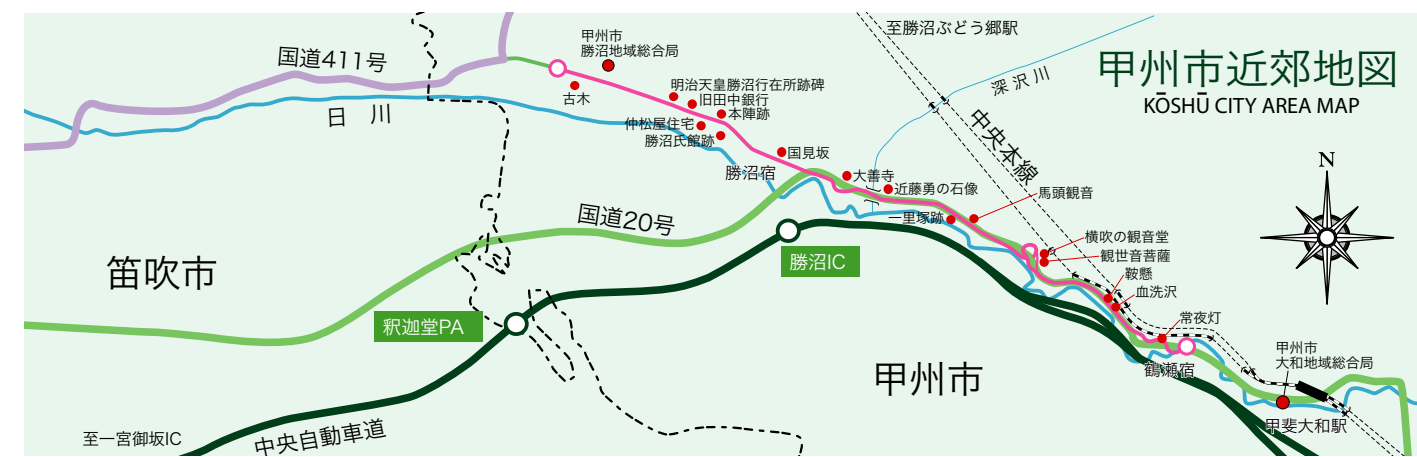 至勝沼ぶどう郷駅
甲州市
勝沼地域総合局
国道411号
甲州市近郊地図
KŌSHŪ CITY AREA MAP
深沢川
明治天皇勝沼行在所跡碑
古木
旧田中銀行
日 川
本陣跡
仲松屋住宅
中央本線
勝沼氏館跡
国見坂
N
勝沼宿
大善寺
近藤勇の石像
馬頭観音
国道20号
一里塚跡
横吹の観音堂
勝沼IC
観世音菩薩
笛吹市
鞍懸
血洗沢
釈迦堂PA
常夜灯
甲州市
大和地域総合局
鶴瀬宿
甲州市
甲斐大和駅
至一宮御坂IC
中央自動車道